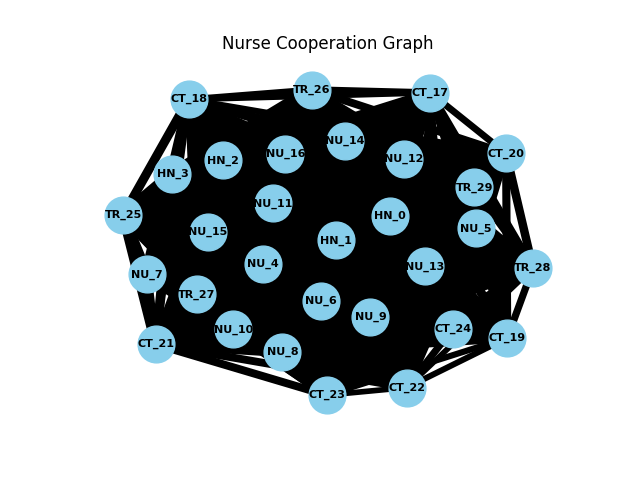 Nurse Cooperation Graph
TR_26
CT_17
CT_18
NU_14
NU_16
CT_20
NU_12
HN_2
HN_3
TR_29
NU_11
TR_25
HN_0
NU_5
NU_15
HN_1
NU_4
NU_13
TR_28
NU_7
TR_27
NU_6
NU_9
NU_10
CT_24
CT_19
CT_21
NU_8
CT_22
CT_23